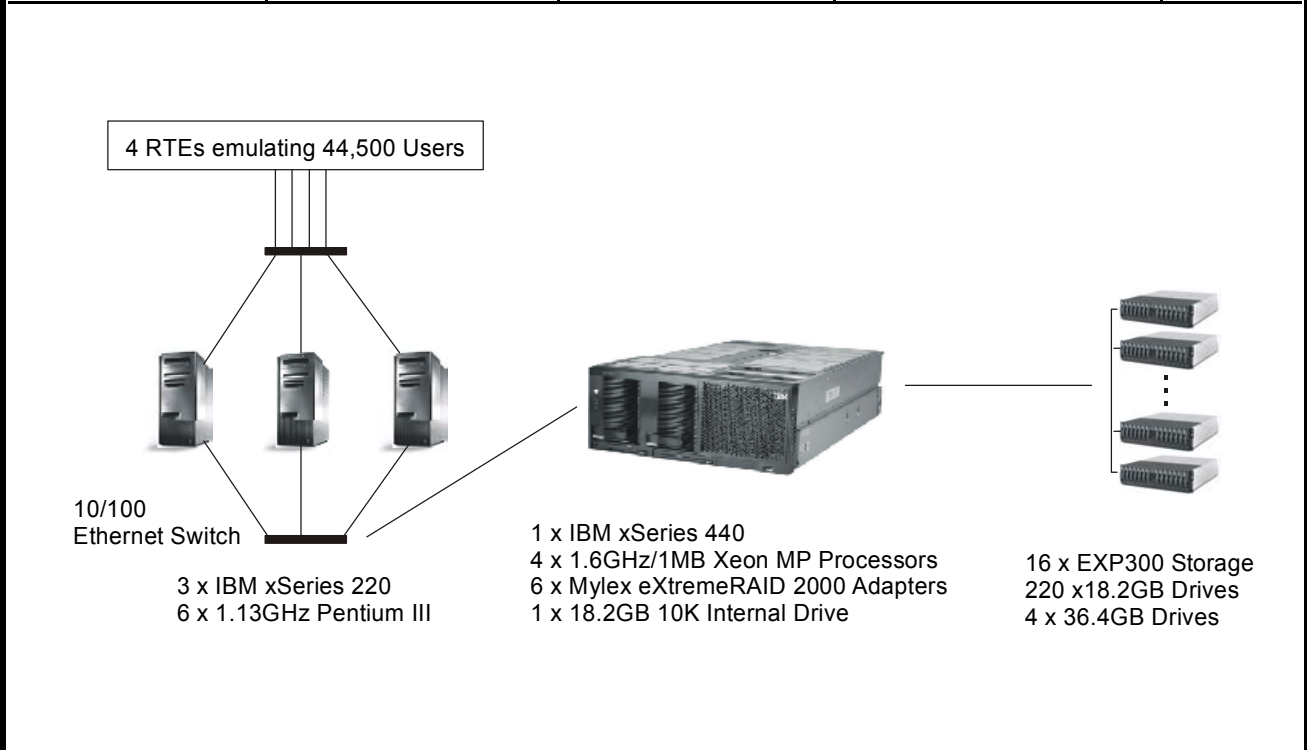 4 RTEs emulating 44,500 Users
10/100
Ethernet Switch
3 x IBM xSeries 220
6 x 1.13GHz Pentium III
1 x IBM xSeries 440
4 x 1.6GHz/1MB Xeon MP Processors
6 x Mylex eXtremeRAID 2000 Adapters
1 x 18.2GB 10K Internal Drive
16 x EXP300 Storage
220 x18.2GB Drives
4 x 36.4GB Drives